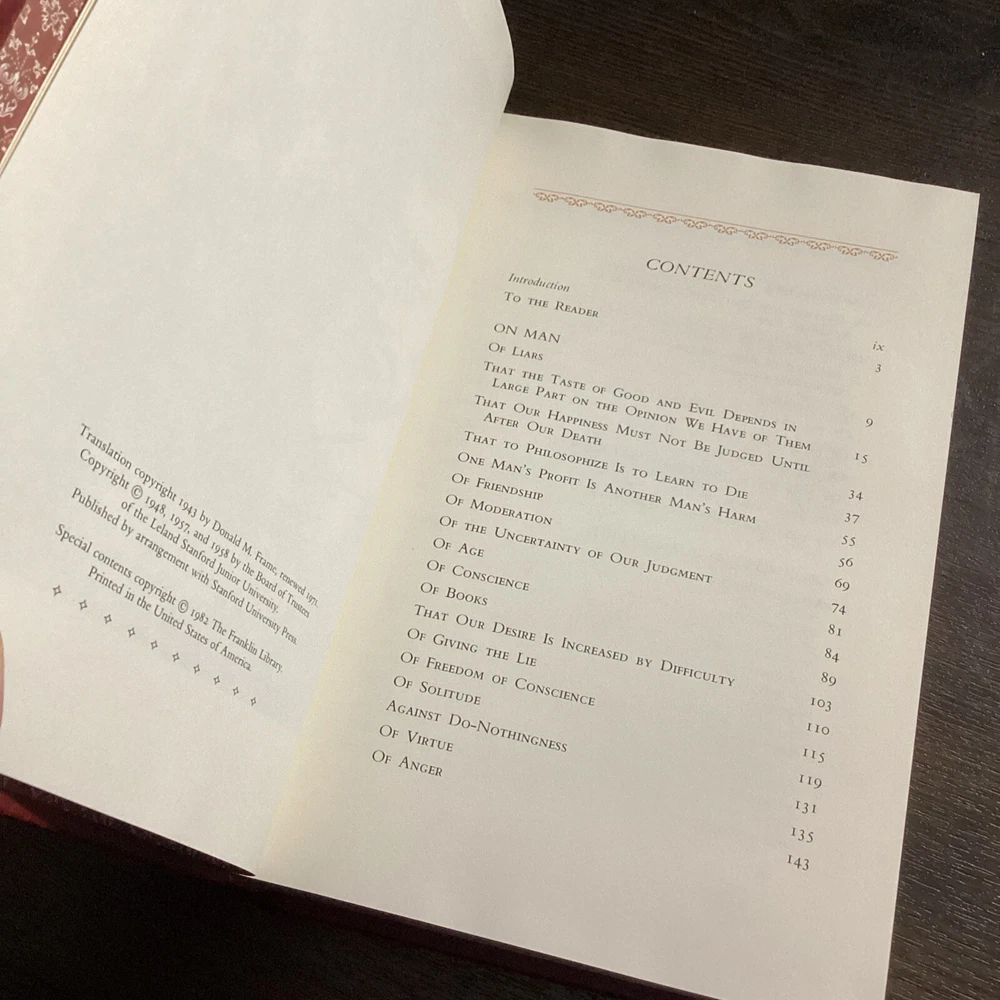 Translation copyright 1943 by Donald M. Frame, renewed 1971.
Copyright © 1948, 1957, and 1958 by the Board of Trustees
of the Leland Stanford Junior University.
Published by arrangement with Stanford University Press.
Special contents copyright © 1982 The Franklin Library.
Printed in the United States of America.
CONTENTS
Introduction ix
To the Reader 3
ON MAN
Of Liars 9
That the Taste of Good and Evil Depends in
Large Part on the Opinion We Have of Them 15
That Our Happiness Must Not Be Judged Until
After Our Death 34
That to Philosophize Is to Learn to Die 37
One Man's Profit Is Another Man's Harm 55
Of Friendship 56
Of Moderation 69
Of the Uncertainty of Our Judgment 74
Of Age 81
Of Conscience 84
Of Books 89
That Our Desire Is Increased by Difficulty 103
Of Giving the Lie 110
Of Freedom of Conscience 115
Of Solitude 119
Against Do-Nothingness 131
Of Virtue 135
Of Anger 143